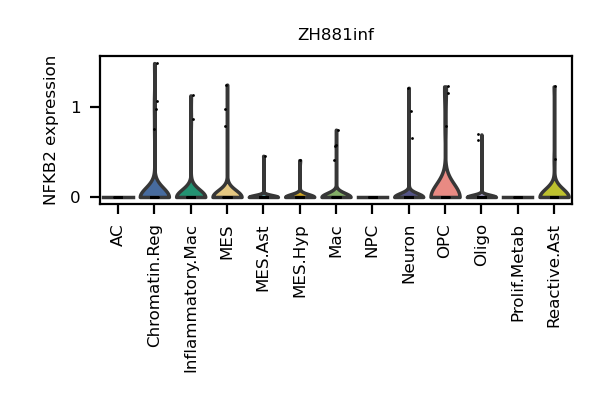 ZH881inf
NFKB2 expression
1
0
AC
Chromatin.Reg
Inflammatory.Mac
MES
MES.Ast
MES.Hyp
Mac
NPC
Neuron
OPC
Oligo
Prolif.Metab
Reactive.Ast